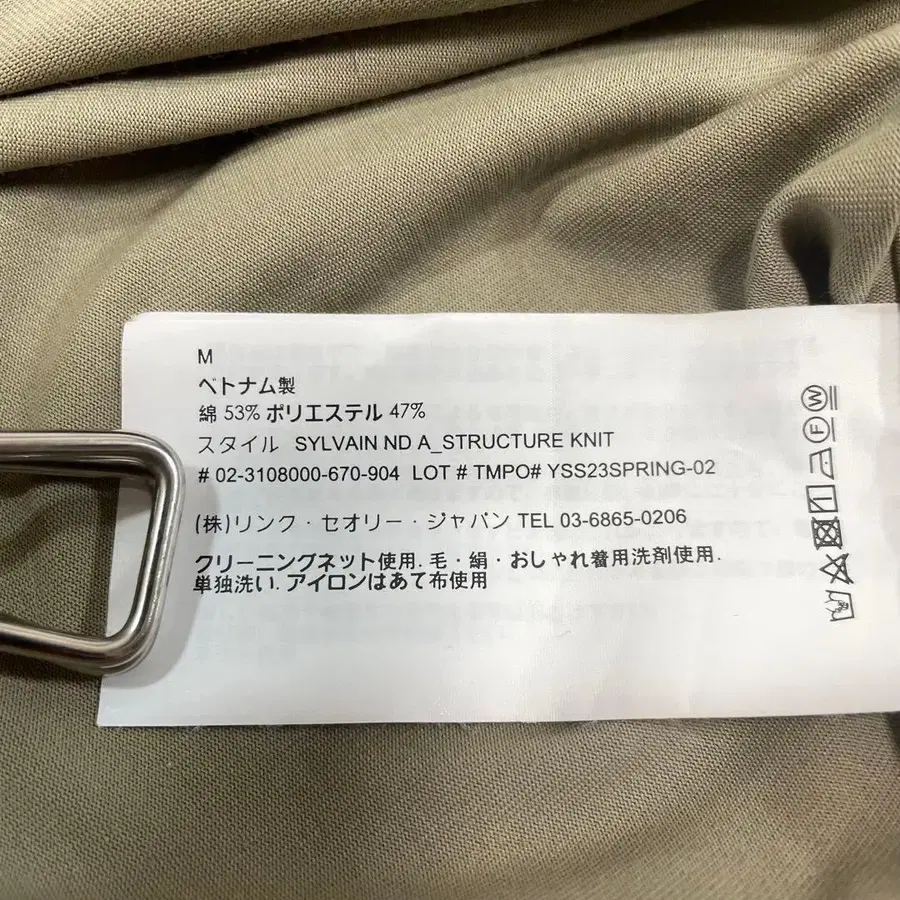 M
ベトナム製
綿 53% ポリエステル 47%
スタイル SYLVAIN ND A_STRUCTURE KNIT
# 02-3108000-670-904 LOT # TMPO# YSS23SPRING-02
(株)リンク・セオリー・ジャパン TEL 03-6865-0206
クリーニングネット使用. 毛・絹・おしゃれ着用洗剤使用.
単独洗い. アイロンはあて布使用
W
F